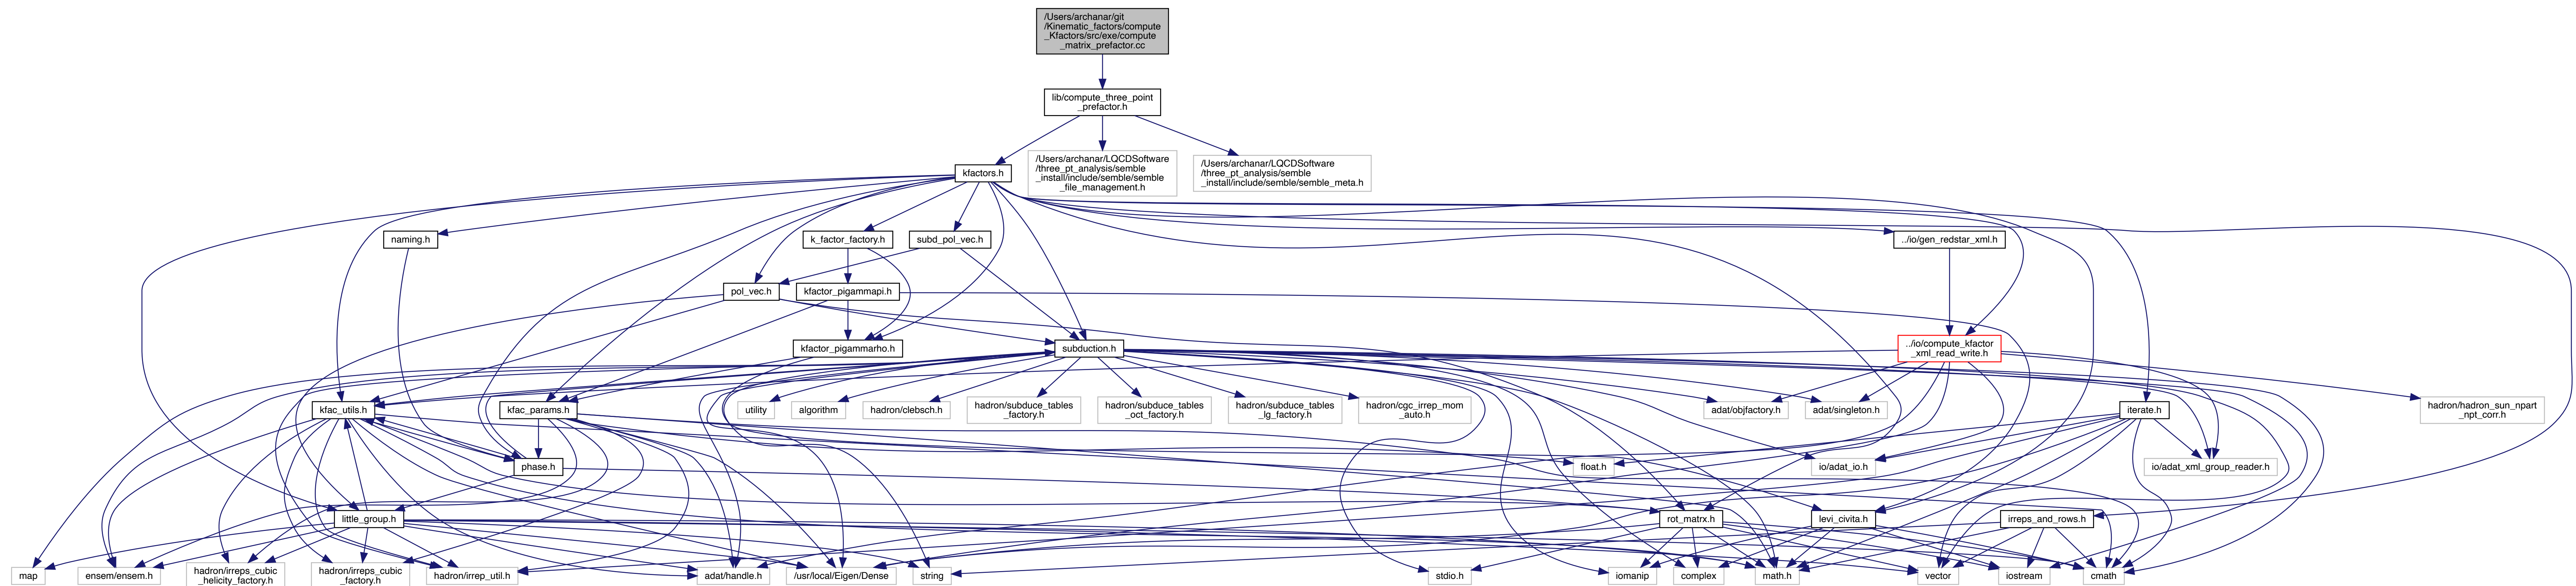 /Users/archanar/git
/Kinematic_factors/compute
_Kfactors/src/exe/compute
_matrix_prefactor.cc
lib/compute_three_point
_prefactor.h
kfactors.h
/Users/archanar/LQCDSoftware
/three_pt_analysis/semble
_install/include/semble/semble
_file_management.h
/Users/archanar/LQCDSoftware
/three_pt_analysis/semble
_install/include/semble/semble_meta.h
naming.h
k_factor_factory.h
subd_pol_vec.h
../io/gen_redstar_xml.h
pol_vec.h
kfactor_pigammapi.h
kfactor_pigammarho.h
subduction.h
../io/compute_kfactor
_xml_read_write.h
kfac_utils.h
kfac_params.h
utility
algorithm
hadron/clebsch.h
hadron/subduce_tables
_factory.h
hadron/subduce_tables
_oct_factory.h
hadron/subduce_tables
_lg_factory.h
hadron/cgc_irrep_mom
_auto.h
adat/objfactory.h
adat/singleton.h
iterate.h
hadron/hadron_sun_npart
_npt_corr.h
phase.h
float.h
io/adat_io.h
io/adat_xml_group_reader.h
little_group.h
rot_matrx.h
levi_civita.h
irreps_and_rows.h
map
ensem/ensem.h
hadron/irreps_cubic
_helicity_factory.h
hadron/irreps_cubic
_factory.h
hadron/irrep_util.h
adat/handle.h
/usr/local/Eigen/Dense
string
stdio.h
iomanip
complex
math.h
vector
iostream
cmath